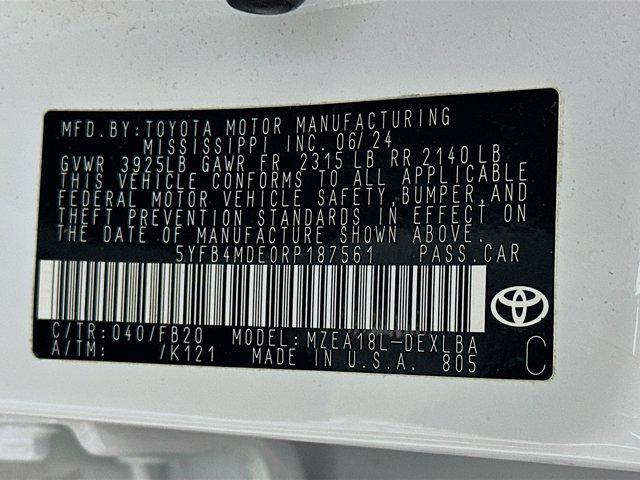 MFD. BY: TOYOTA MOTOR MANUFACTURING
MISSISSIPPI INC. 06/24
GVWR 3925LB GAWR FR 2315 LB RR 2140 LB
THIS VEHICLE CONFORMS TO ALL APPLICABLE
FEDERAL MOTOR VEHICLE SAFETY, BUMPER, AND
THEFT PREVENTION STANDARDS IN EFFECT ON
THE DATE OF MANUFACTURE SHOWN ABOVE.
5YFB4MDE0RP187561 PASS. CAR
C/TR: 040/FB20 MODEL: MZEA18L-DEXLBA
A/TM: /K121 MADE IN U.S.A. 805 C